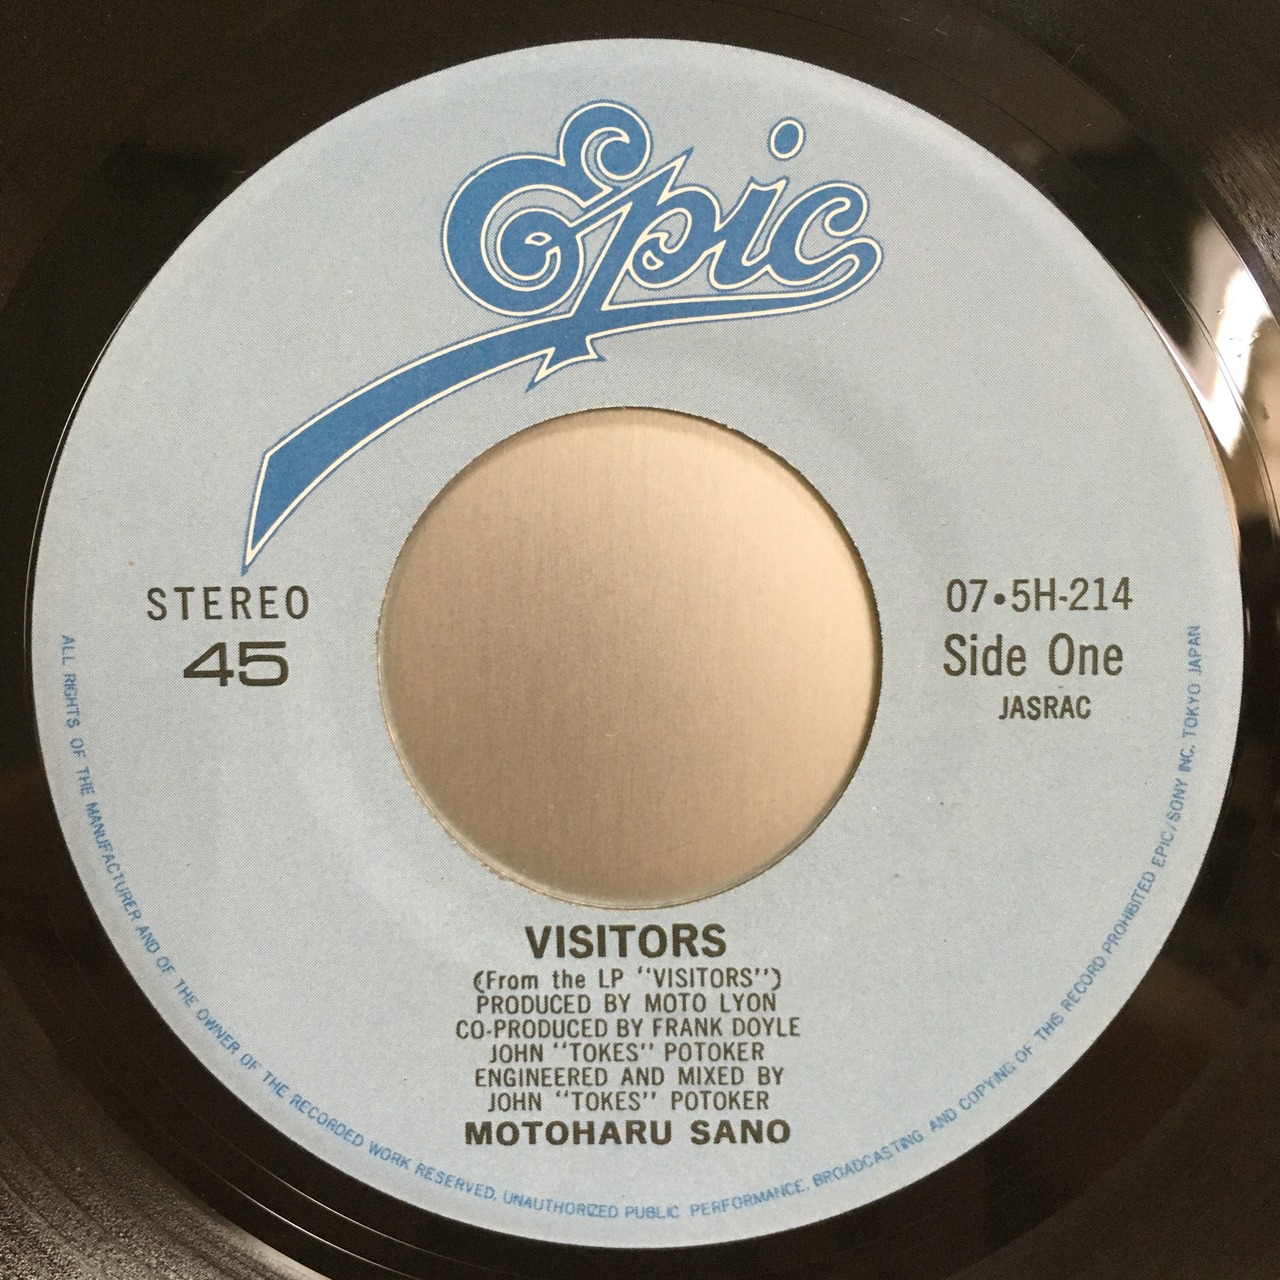 Epic
STEREO
45
07•5H-214
Side One
JASRAC
VISITORS
(From the LP "VISITORS")
PRODUCED BY MOTO LYON
CO-PRODUCED BY FRANK DOYLE
JOHN "TOKES" POTOKER
ENGINEERED AND MIXED BY
JOHN "TOKES" POTOKER
MOTOHARU SANO
ALL RIGHTS OF THE MANUFACTURER AND OF THE OWNER OF THE RECORDED WORK RESERVED, UNAUTHORIZED PUBLIC PERFORMANCE, BROADCASTING AND COPYING OF THIS RECORD PROHIBITED EPIC/SONY INC. TOKYO JAPAN